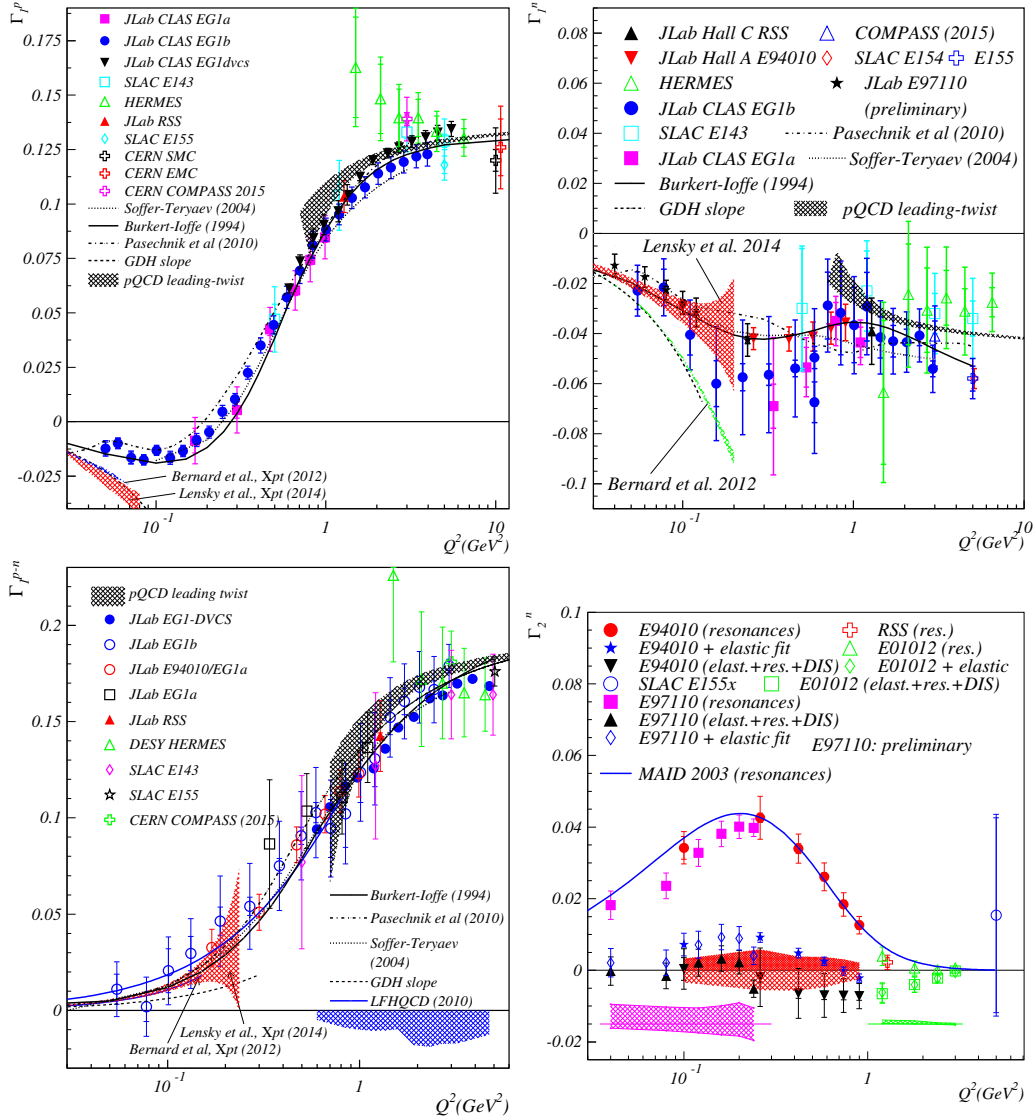 Γ₁ᵖ
JLab CLAS EG1a
JLab CLAS EG1b
JLab CLAS EG1dvcs
SLAC E143
HERMES
JLab RSS
SLAC E155
CERN SMC
CERN EMC
CERN COMPASS 2015
Soffer-Teryaev (2004)
Burkert-Ioffe (1994)
Pasechnik et al (2010)
GDH slope
pQCD leading-twist
0.175
0.15
0.125
0.1
0.075
0.05
0.025
0
-0.025
Bernard et al., Xpt (2012)
Lensky et al., Xpt (2014)
10⁻¹
1
10
Q²(GeV²)
Γ₁ⁿ
JLab Hall C RSS
COMPASS (2015)
JLab Hall A E94010
SLAC E154
E155
HERMES
JLab E97110
(preliminary)
JLab CLAS EG1b
SLAC E143
Pasechnik et al (2010)
JLab CLAS EG1a
Soffer-Teryaev (2004)
Burkert-Ioffe (1994)
GDH slope
pQCD leading-twist
0.08
0.06
0.04
0.02
0
-0.02
-0.04
-0.06
-0.08
-0.1
Lensky et al. 2014
Bernard et al. 2012
10⁻¹
1
10
Q²(GeV²)
Γ₁ᵖ⁻ⁿ
pQCD leading twist
JLab EG1-DVCS
JLab EG1b
JLab E94010/EG1a
JLab EG1a
JLab RSS
DESY HERMES
SLAC E143
SLAC E155
CERN COMPASS (2015)
0.2
0.15
0.1
0.05
0
Burkert-Ioffe (1994)
Pasechnik et al (2010)
Soffer-Teryaev
(2004)
GDH slope
LFHQCD (2010)
Lensky et al., Xpt (2014)
Bernard et al, Xpt (2012)
10⁻¹
1
Q²(GeV²)
Γ₂ⁿ
E94010 (resonances)
RSS (res.)
E94010 + elastic fit
E01012 (res.)
E94010 (elast.+res.+DIS)
E01012 + elastic
SLAC E155x
E01012 (elast.+res.+DIS)
E97110 (resonances)
E97110 (elast.+res.+DIS)
E97110 + elastic fit
E97110: preliminary
MAID 2003 (resonances)
0.1
0.08
0.06
0.04
0.02
0
-0.02
10⁻¹
1
Q²(GeV²)